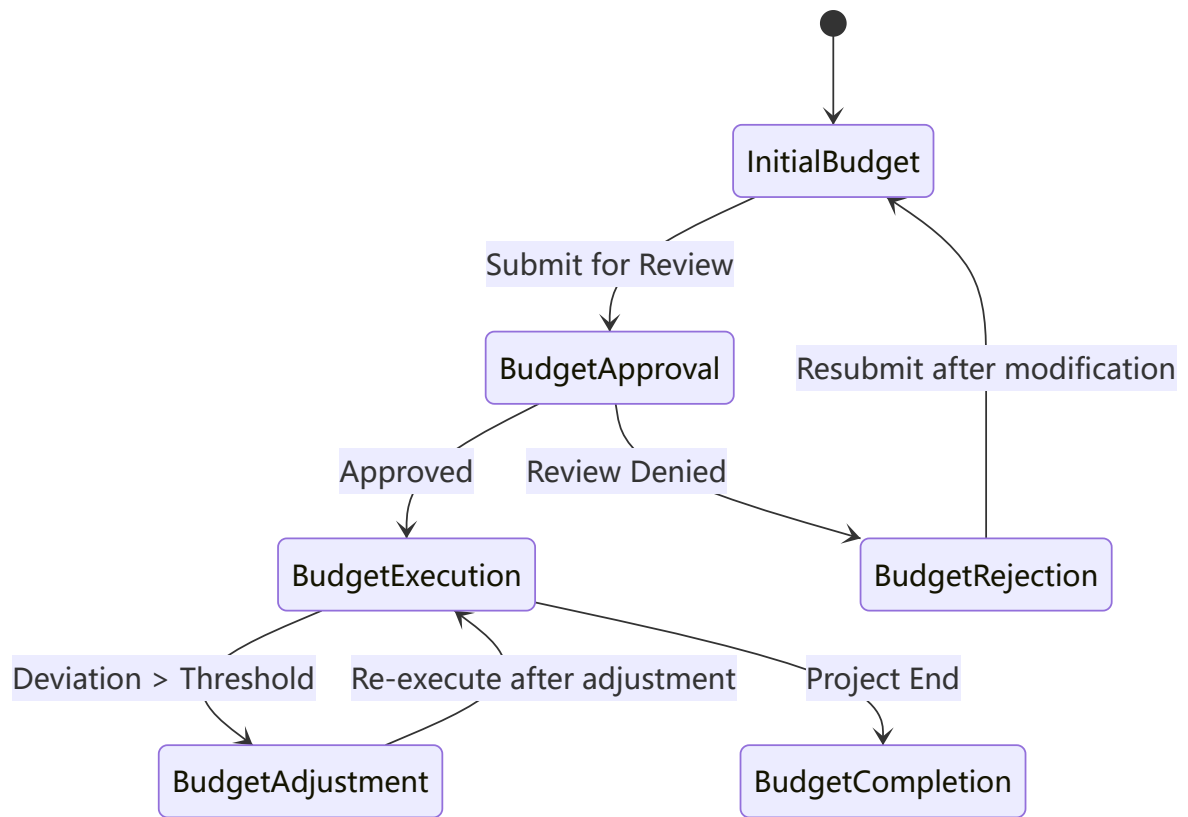 InitialBudget
Submit for Review
BudgetApproval
Resubmit after modification
Approved
Review Denied
BudgetExecution
BudgetRejection
Deviation > Threshold
Re-execute after adjustment
Project End
BudgetAdjustment
BudgetCompletion